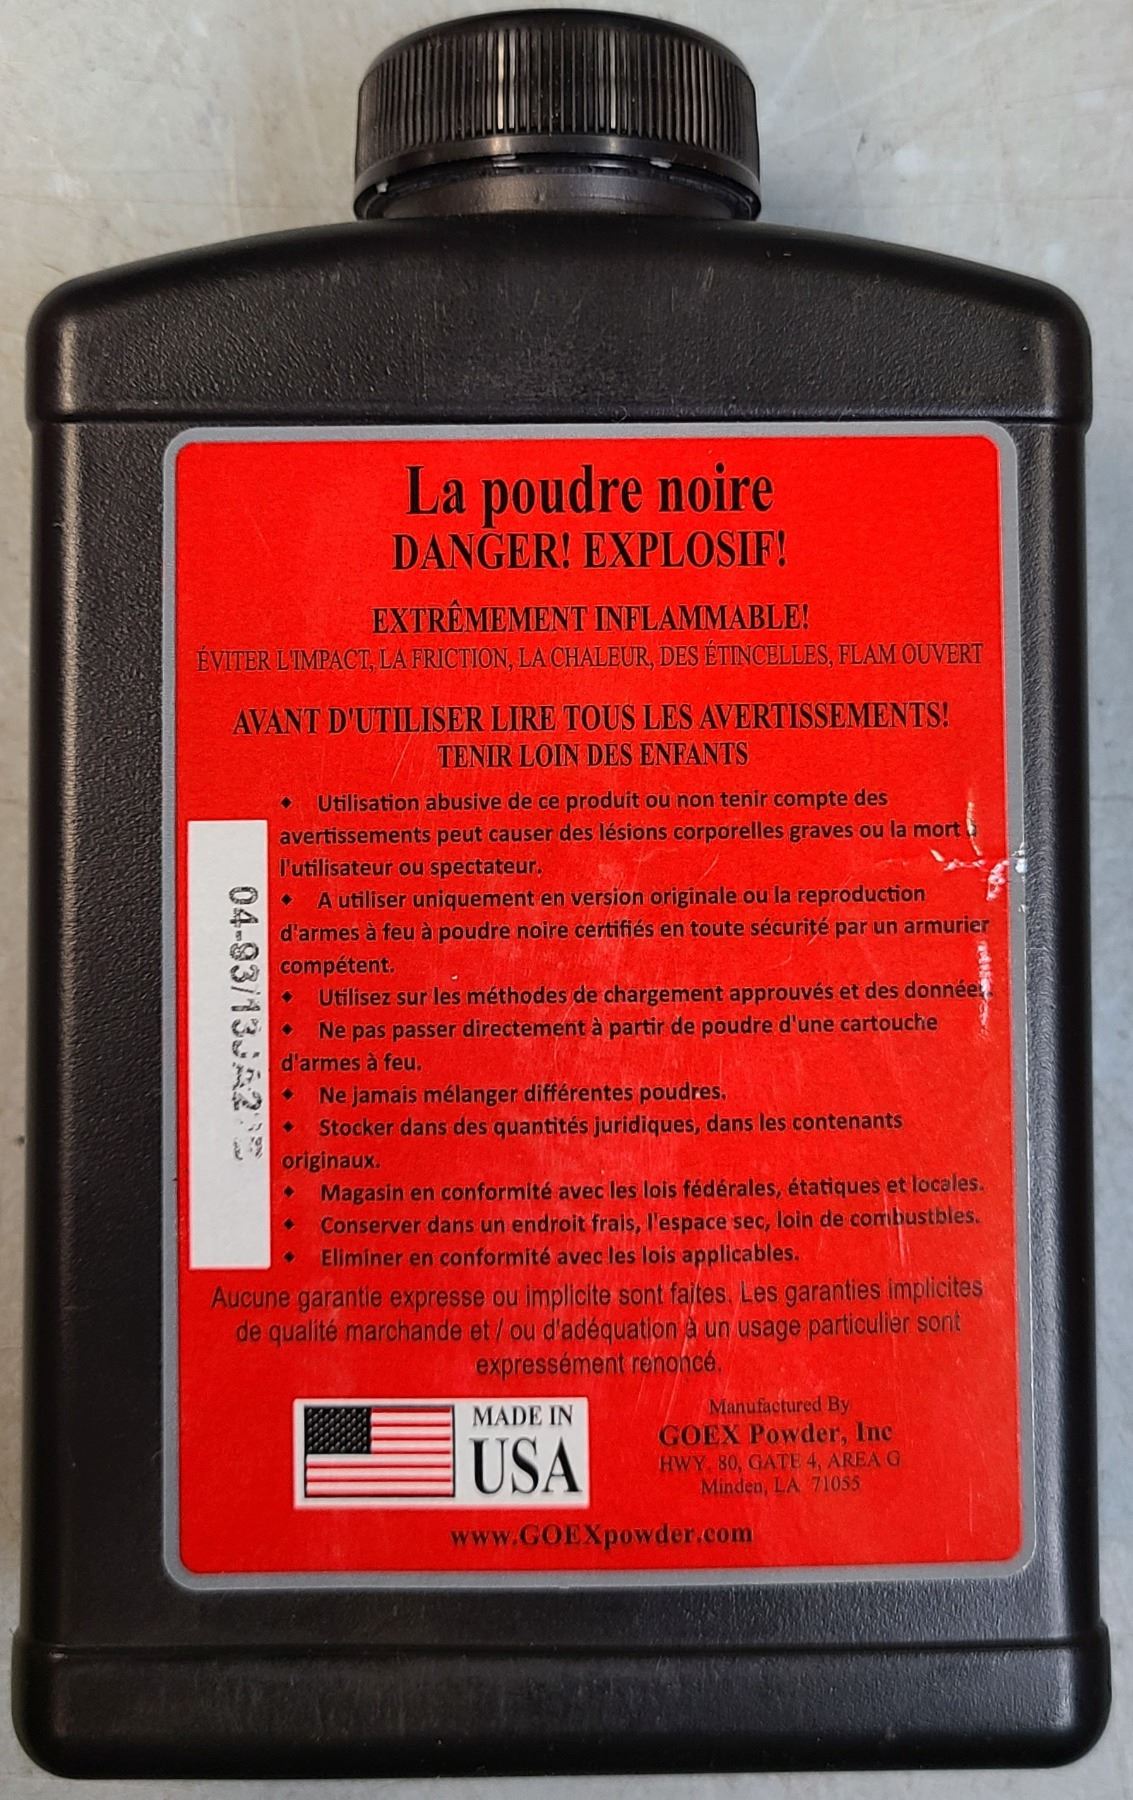 La poudre noire
DANGER! EXPLOSIF!
EXTRÊMEMENT INFLAMMABLE!
ÉVITER L'IMPACT, LA FRICTION, LA CHALEUR, DES ÉTINCELLES, FLAM OUVERT
AVANT D'UTILISER LIRE TOUS LES AVERTISSEMENTS!
TENIR LOIN DES ENFANTS
◆ Utilisation abusive de ce produit ou non tenir compte des
avertissements peut causer des lésions corporelles graves ou la mort
l'utilisateur ou spectateur.
◆ A utiliser uniquement en version originale ou la reproduction
d'armes à feu à poudre noire certifiés en toute sécurité par un armurier
compétent.
◆ Utilisez sur les méthodes de chargement approuvés et des
◆ Ne pas passer directement à partir de poudre d'une cartouche
d'armes à feu.
◆ Ne jamais mélanger différentes poudres.
◆ Stocker dans des quantités juridiques, dans les contenants
originaux.
◆ Magasin en conformité avec les lois fédérales, étatiques et locales.
◆ Conserver dans un endroit frais, l'espace sec, loin de combustbles.
◆ Eliminer en conformité avec les lois applicables.
Aucune garantie expresse ou implicite sont faites. Les garanties implicites
de qualité marchande et / ou d'adéquation à un usage particulier sont
expressément renoncé.
MADE IN
USA
Manufactured By
GOEX Powder, Inc
HWY. 80, GATE 4, AREA G
Minden, LA 71055
www.GOEXpowder.com